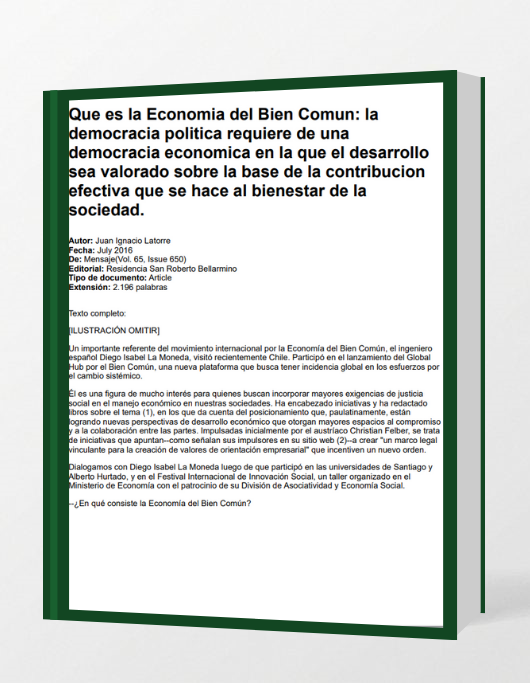 Que es la Economia del Bien Comun: la
democracia politica requiere de una
democracia economica en la que el desarrollo
sea valorado sobre la base de la contribucion
efectiva que se hace al bienestar de la
sociedad.
Autor: Juan Ignacio Latorre
Fecha: July 2016
De: Mensaje(Vol. 65, Issue 650)
Editorial: Residencia San Roberto Bellarmino
Tipo de documento: Article
Extensión: 2.196 palabras
Texto completo:
[ILUSTRACIÓN OMITIR]
Un importante referente del movimiento internacional por la Economía del Bien Común, el ingeniero
español Diego Isabel La Moneda, visitó recientemente Chile. Participó en el lanzamiento del Global
Hub por el Bien Común, una nueva plataforma que busca tener incidencia global en los esfuerzos por
el cambio sistémico.
Él es una figura de mucho interés para quienes buscan incorporar mayores exigencias de justicia
social en el manejo económico en nuestras sociedades. Ha encabezado iniciativas y ha redactado
libros sobre el tema (1), en los que da cuenta del posicionamiento que, paulatinamente, están
logrando nuevas perspectivas de desarrollo económico que otorgan mayores espacios al compromiso
y a la colaboración entre las partes. Impulsadas inicialmente por el austríaco Christian Felber, se trata
de iniciativas que apuntan--como señalan sus impulsores en su sitio web (2)--a crear "un marco legal
vinculante para la creación de valores de orientación empresarial" que incentiven un nuevo orden.
Dialogamos con Diego Isabel La Moneda luego de que participó en las universidades de Santiago y
Alberto Hurtado, y en el Festival Internacional de Innovación Social, un taller organizado en el
Ministerio de Economía con el patrocinio de su División de Asociatividad y Economía Social.
--¿En qué consiste la Economía del Bien Común?